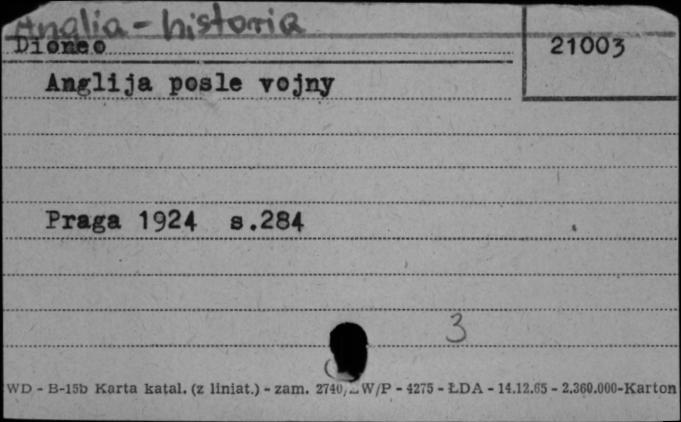 Anglia - historia
Dioneo
21003
Anglija posle vojny
Praga 1924 s.284
3
WD - B-15b Karta katal. (z liniat.) - zam. 2740/ W/P - 4275 - ŁDA - 14.12.65 - 2.360.000-Karton